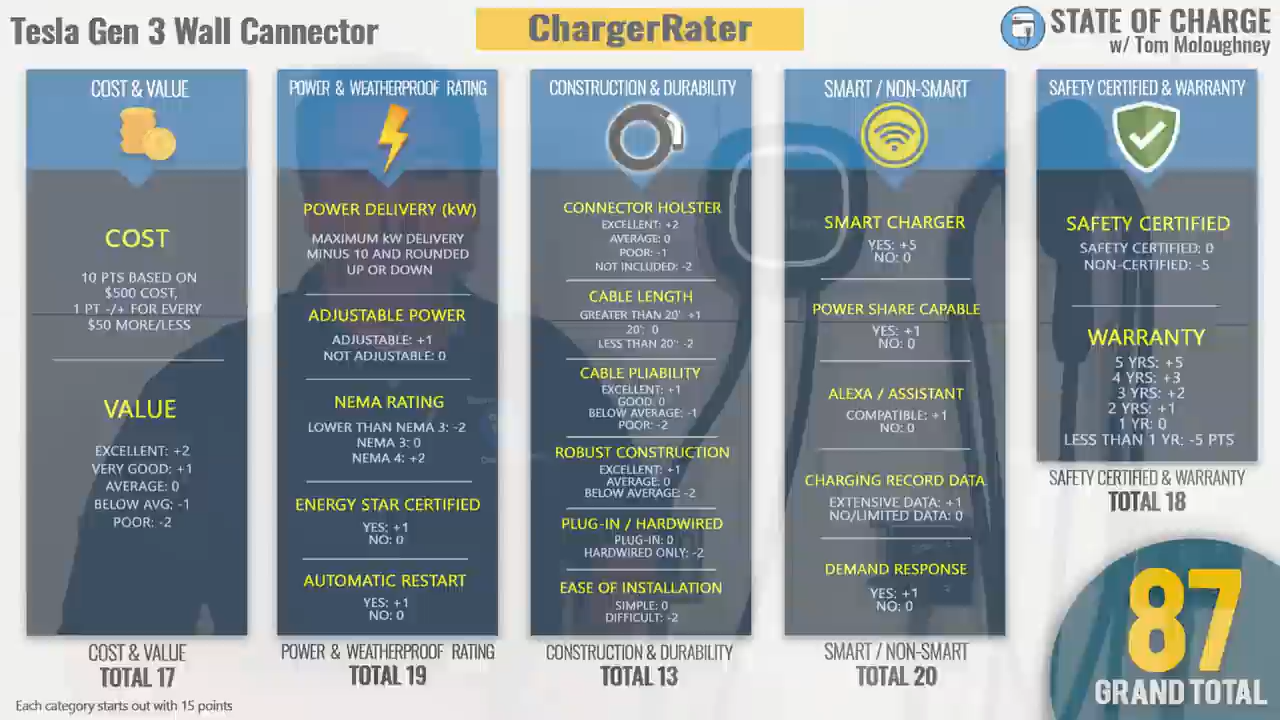 Tesla Gen 3 Wall Cannector
ChargerRater
STATE OF CHARGE
w/ Tom Moloughney
COST & VALUE
COST
10 PTS BASED ON
$500 COST,
1 PT -/+ FOR EVERY
$50 MORE/LESS
VALUE
EXCELLENT: +2
VERY GOOD: +1
AVERAGE: 0
BELOW AVG: -1
POOR: -2
COST & VALUE
TOTAL 17
POWER & WEATHERPROOF RATING
POWER DELIVERY (kW)
MAXIMUM kW DELIVERY
MINUS 10 AND ROUNDED
UP OR DOWN
ADJUSTABLE POWER
ADJUSTABLE: +1
NOT ADJUSTABLE: 0
NEMA RATING
LOWER THAN NEMA 3: -2
NEMA 3: 0
NEMA 4: +2
ENERGY STAR CERTIFIED
YES: +1
NO: 0
AUTOMATIC RESTART
YES: +1
NO: 0
POWER & WEATHERPROOF RATING
TOTAL 19
CONSTRUCTION & DURABILITY
CONNECTOR HOLSTER
EXCELLENT: +2
AVERAGE: 0
POOR: -1
NOT INCLUDED: -2
CABLE LENGTH
GREATER THAN 20' +1
20': 0
LESS THAN 20': -2
CABLE PLIABILITY
EXCELLENT: +1
GOOD: 0
BELOW AVERAGE: -1
POOR: -2
ROBUST CONSTRUCTION
EXCELLENT: +1
AVERAGE: 0
BELOW AVERAGE: -2
PLUG-IN / HARDWIRED
PLUG-IN: 0
HARDWIRED ONLY: -2
EASE OF INSTALLATION
SIMPLE: 0
DIFFICULT: -2
CONSTRUCTION & DURABILITY
TOTAL 13
SMART / NON-SMART
SMART CHARGER
YES: +5
NO: 0
POWER SHARE CAPABLE
YES: +1
NO: 0
ALEXA / ASSISTANT
COMPATIBLE: +1
NO: 0
CHARGING RECORD DATA
EXTENSIVE DATA: +1
NO/LIMITED DATA: 0
DEMAND RESPONSE
YES: +1
NO: 0
SMART / NON-SMART
TOTAL 20
SAFETY CERTIFIED & WARRANTY
SAFETY CERTIFIED
SAFETY CERTIFIED: 0
NON-CERTIFIED: -5
WARRANTY
5 YRS: +5
4 YRS: +3
3 YRS: +2
2 YRS: +1
1 YR: 0
LESS THAN 1 YR: -5 PTS
SAFETY CERTIFIED & WARRANTY
TOTAL 18
87
GRAND TOTAL
Each category starts out with 15 points